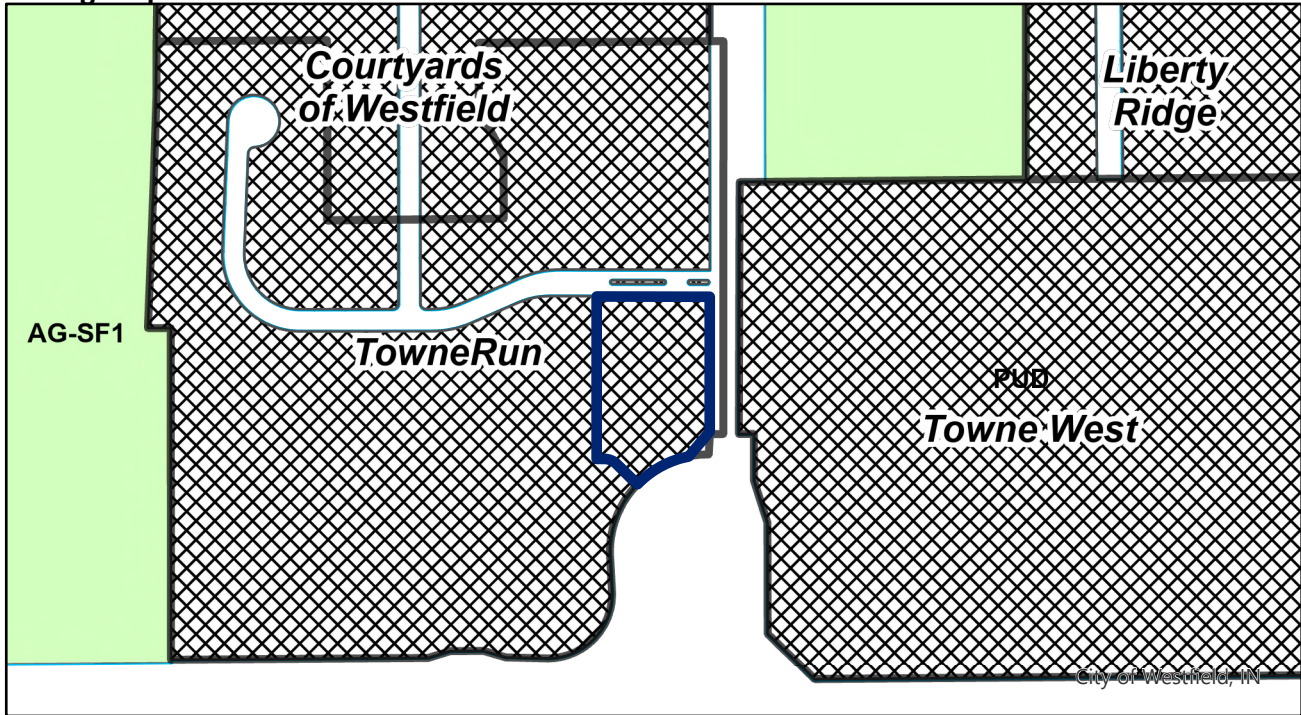 Courtyards
of Westfield
Liberty
Ridge
AG-SF1
TowneRun
PUD
Towne West
City of Westfield, IN